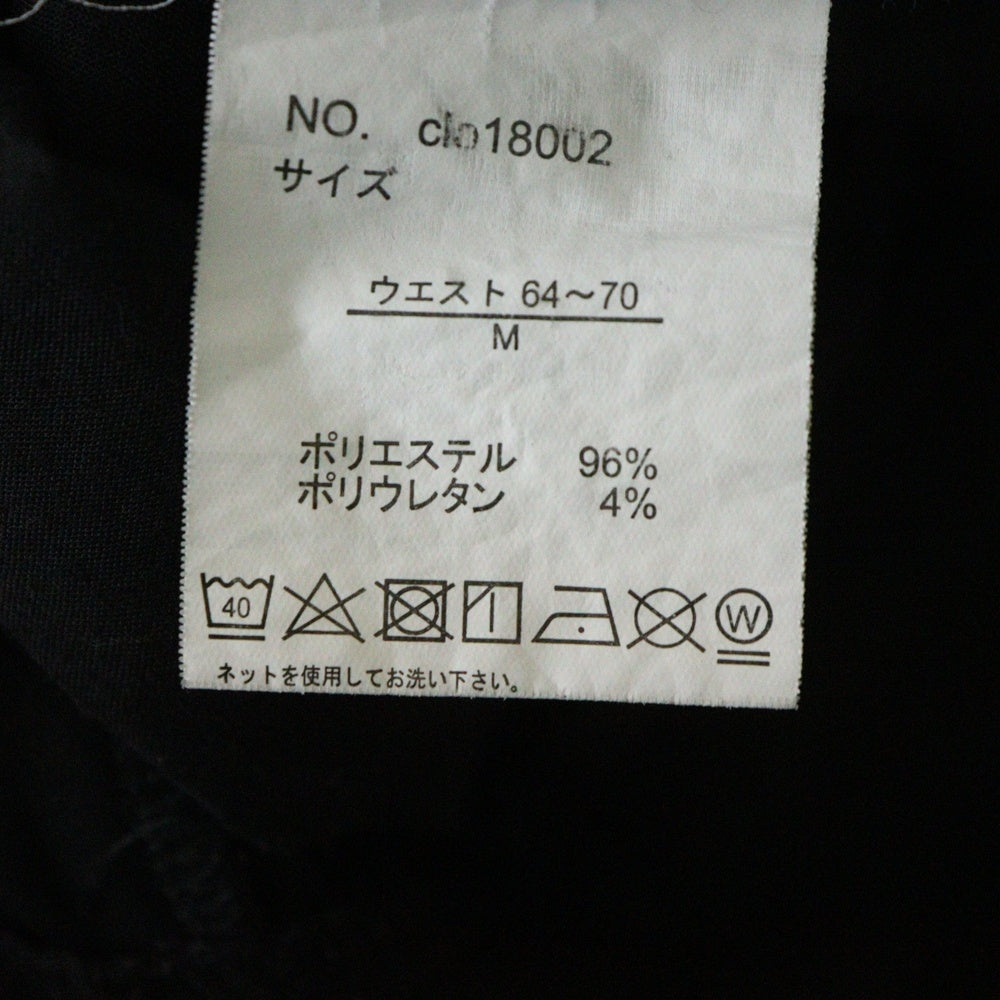 NO. clo18002
サイズ
ウエスト 64～70
M
ポリエステル 96%
ポリウレタン 4%
40 W
ネットを使用してお洗い下さい。